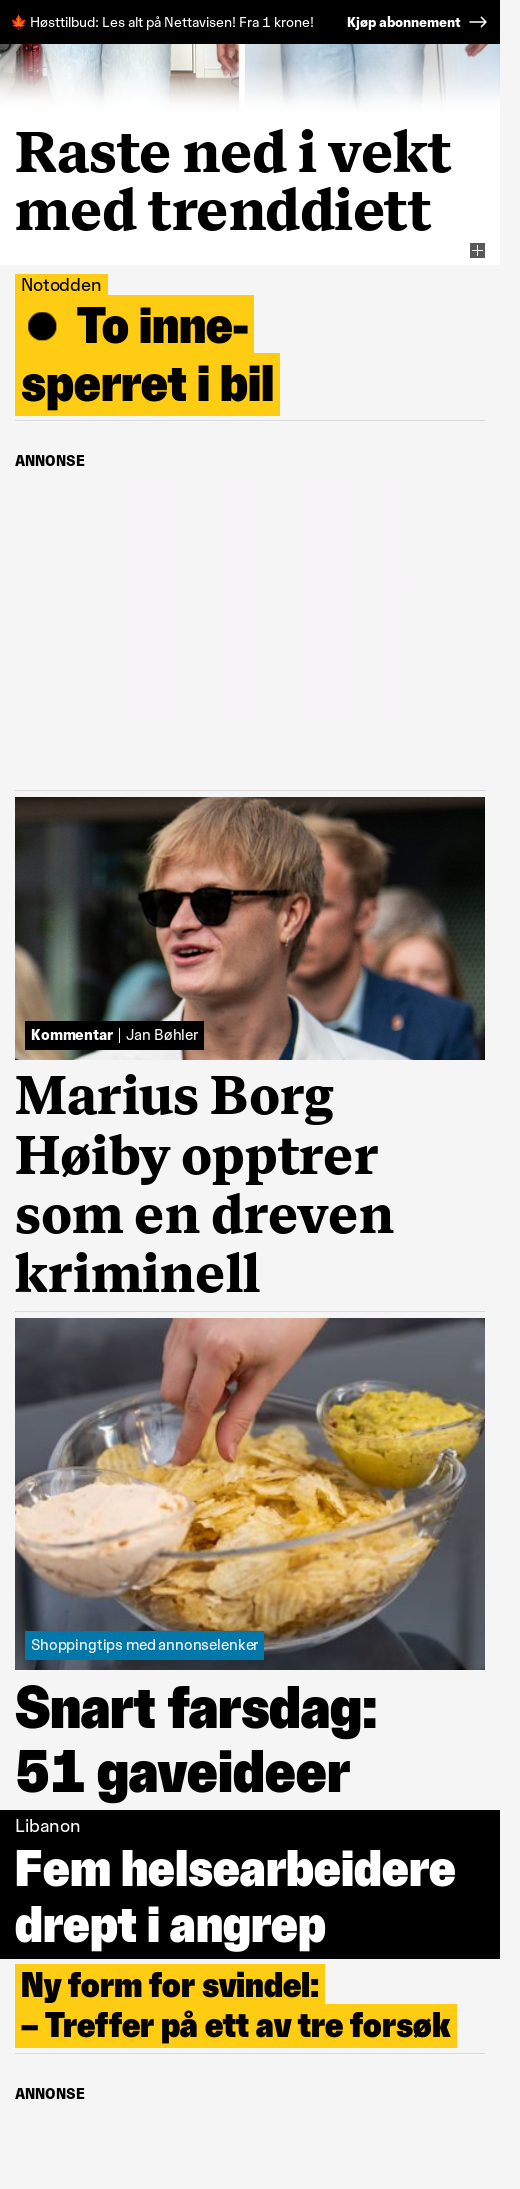 🍁 Høsttilbud: Les alt på Nettavisen! Fra 1 krone! Kjøp abonnement →
Raste ned i vekt
med trenddiett
Notodden
To inne-
sperret i bil
ANNONSE
Kommentar | Jan Bøhler
Marius Borg
Høiby opptrer
som en dreven
kriminell
Shoppingtips med annonselenker
Snart farsdag:
51 gaveideer
Libanon
Fem helsearbeidere
drept i angrep
Ny form for svindel:
– Treffer på ett av tre forsøk
ANNONSE